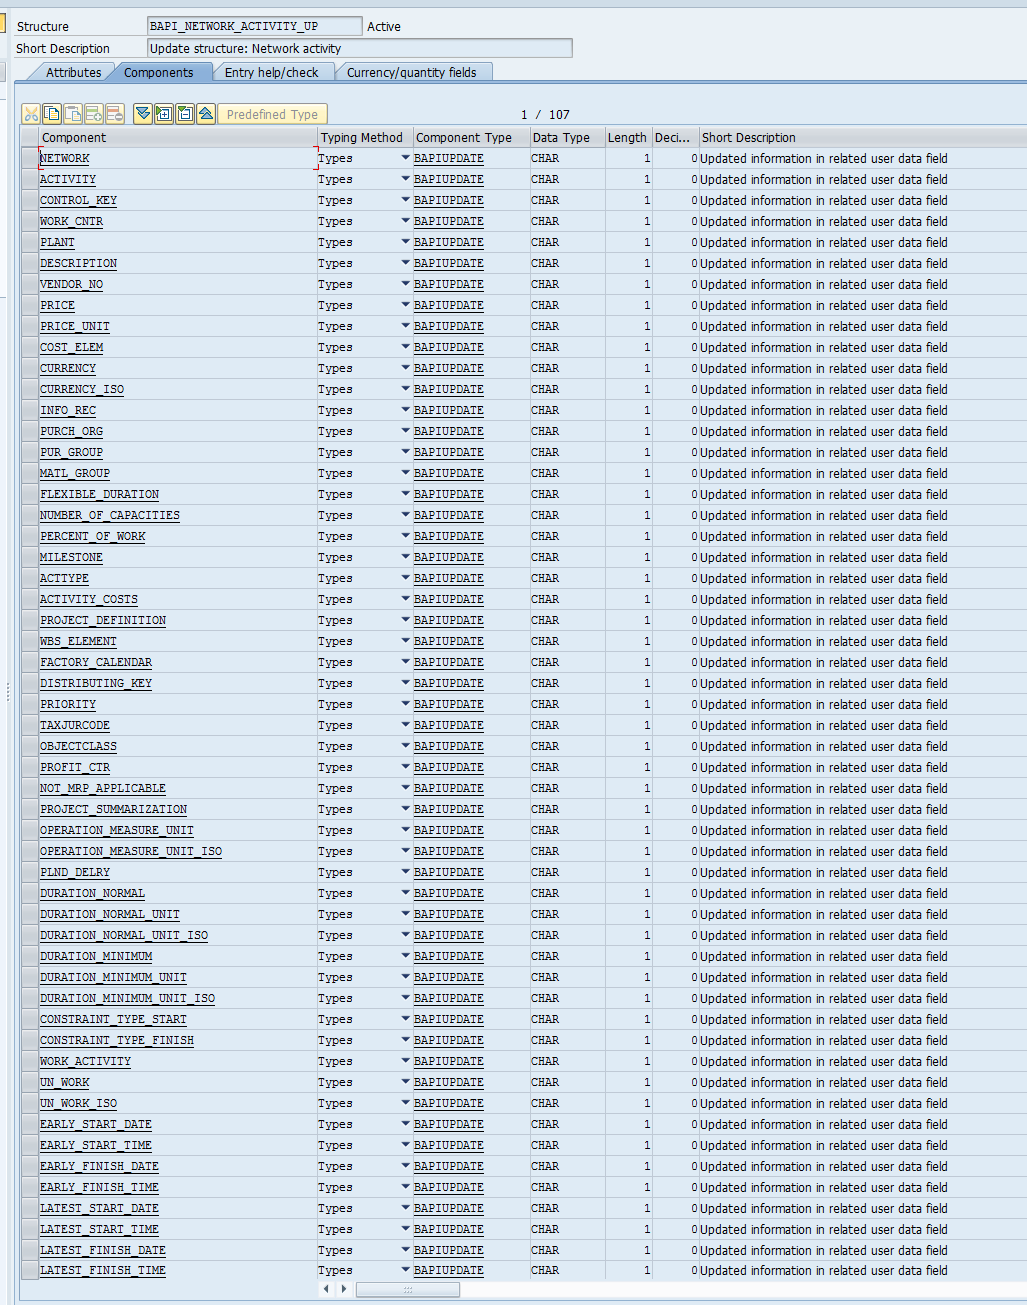 Structure BAPI_NETWORK_ACTIVITY_UP Active
Short Description Update structure: Network activity
Attributes Components Entry help/check Currency/quantity fields
Predefined Type 1 / 107
Component Typing Method Component Type Data Type Length Deci... Short Description
NETWORK Types BAPIUPDATE CHAR 1 0 Updated information in related user data field
ACTIVITY Types BAPIUPDATE CHAR 1 0 Updated information in related user data field
CONTROL_KEY Types BAPIUPDATE CHAR 1 0 Updated information in related user data field
WORK_CNTR Types BAPIUPDATE CHAR 1 0 Updated information in related user data field
PLANT Types BAPIUPDATE CHAR 1 0 Updated information in related user data field
DESCRIPTION Types BAPIUPDATE CHAR 1 0 Updated information in related user data field
VENDOR_NO Types BAPIUPDATE CHAR 1 0 Updated information in related user data field
PRICE Types BAPIUPDATE CHAR 1 0 Updated information in related user data field
PRICE_UNIT Types BAPIUPDATE CHAR 1 0 Updated information in related user data field
COST_ELEM Types BAPIUPDATE CHAR 1 0 Updated information in related user data field
CURRENCY Types BAPIUPDATE CHAR 1 0 Updated information in related user data field
CURRENCY_ISO Types BAPIUPDATE CHAR 1 0 Updated information in related user data field
INFO_REC Types BAPIUPDATE CHAR 1 0 Updated information in related user data field
PURCH_ORG Types BAPIUPDATE CHAR 1 0 Updated information in related user data field
PUR_GROUP Types BAPIUPDATE CHAR 1 0 Updated information in related user data field
MATL_GROUP Types BAPIUPDATE CHAR 1 0 Updated information in related user data field
FLEXIBLE_DURATION Types BAPIUPDATE CHAR 1 0 Updated information in related user data field
NUMBER_OF_CAPACITIES Types BAPIUPDATE CHAR 1 0 Updated information in related user data field
PERCENT_OF_WORK Types BAPIUPDATE CHAR 1 0 Updated information in related user data field
MILESTONE Types BAPIUPDATE CHAR 1 0 Updated information in related user data field
ACTTYPE Types BAPIUPDATE CHAR 1 0 Updated information in related user data field
ACTIVITY_COSTS Types BAPIUPDATE CHAR 1 0 Updated information in related user data field
PROJECT_DEFINITION Types BAPIUPDATE CHAR 1 0 Updated information in related user data field
WBS_ELEMENT Types BAPIUPDATE CHAR 1 0 Updated information in related user data field
FACTORY_CALENDAR Types BAPIUPDATE CHAR 1 0 Updated information in related user data field
DISTRIBUTING_KEY Types BAPIUPDATE CHAR 1 0 Updated information in related user data field
PRIORITY Types BAPIUPDATE CHAR 1 0 Updated information in related user data field
TAXJURCODE Types BAPIUPDATE CHAR 1 0 Updated information in related user data field
OBJECTCLASS Types BAPIUPDATE CHAR 1 0 Updated information in related user data field
PROFIT_CTR Types BAPIUPDATE CHAR 1 0 Updated information in related user data field
NOT_MRP_APPLICABLE Types BAPIUPDATE CHAR 1 0 Updated information in related user data field
PROJECT_SUMMARIZATION Types BAPIUPDATE CHAR 1 0 Updated information in related user data field
OPERATION_MEASURE_UNIT Types BAPIUPDATE CHAR 1 0 Updated information in related user data field
OPERATION_MEASURE_UNIT_ISO Types BAPIUPDATE CHAR 1 0 Updated information in related user data field
PLND_DELRY Types BAPIUPDATE CHAR 1 0 Updated information in related user data field
DURATION_NORMAL Types BAPIUPDATE CHAR 1 0 Updated information in related user data field
DURATION_NORMAL_UNIT Types BAPIUPDATE CHAR 1 0 Updated information in related user data field
DURATION_NORMAL_UNIT_ISO Types BAPIUPDATE CHAR 1 0 Updated information in related user data field
DURATION_MINIMUM Types BAPIUPDATE CHAR 1 0 Updated information in related user data field
DURATION_MINIMUM_UNIT Types BAPIUPDATE CHAR 1 0 Updated information in related user data field
DURATION_MINIMUM_UNIT_ISO Types BAPIUPDATE CHAR 1 0 Updated information in related user data field
CONSTRAINT_TYPE_START Types BAPIUPDATE CHAR 1 0 Updated information in related user data field
CONSTRAINT_TYPE_FINISH Types BAPIUPDATE CHAR 1 0 Updated information in related user data field
WORK_ACTIVITY Types BAPIUPDATE CHAR 1 0 Updated information in related user data field
UN_WORK Types BAPIUPDATE CHAR 1 0 Updated information in related user data field
UN_WORK_ISO Types BAPIUPDATE CHAR 1 0 Updated information in related user data field
EARLY_START_DATE Types BAPIUPDATE CHAR 1 0 Updated information in related user data field
EARLY_START_TIME Types BAPIUPDATE CHAR 1 0 Updated information in related user data field
EARLY_FINISH_DATE Types BAPIUPDATE CHAR 1 0 Updated information in related user data field
EARLY_FINISH_TIME Types BAPIUPDATE CHAR 1 0 Updated information in related user data field
LATEST_START_DATE Types BAPIUPDATE CHAR 1 0 Updated information in related user data field
LATEST_START_TIME Types BAPIUPDATE CHAR 1 0 Updated information in related user data field
LATEST_FINISH_DATE Types BAPIUPDATE CHAR 1 0 Updated information in related user data field
LATEST_FINISH_TIME Types BAPIUPDATE CHAR 1 0 Updated information in related user data field